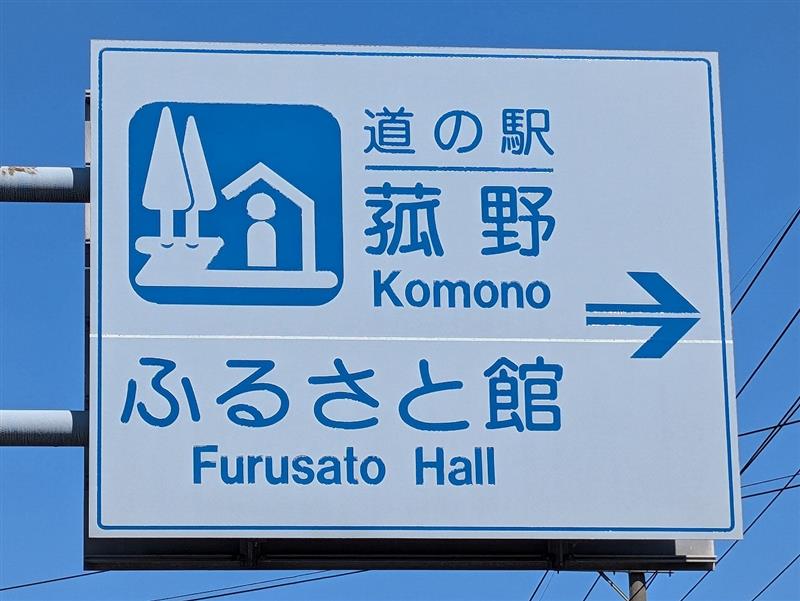 道の駅
菰野
Komono
ふるさと館
Furusato Hall